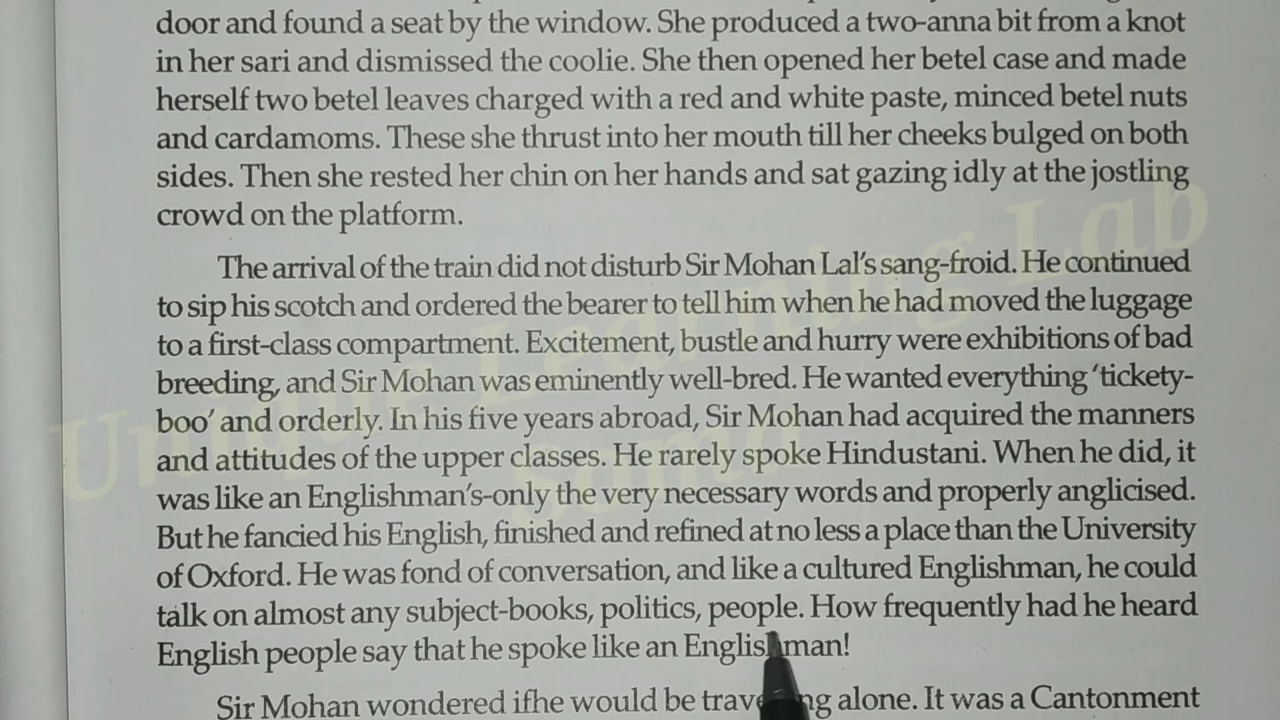 door and found a seat by the window. She produced a two-anna bit from a knot
in her sari and dismissed the coolie. She then opened her betel case and made
herself two betel leaves charged with a red and white paste, minced betel nuts
and cardamoms. These she thrust into her mouth till her cheeks bulged on both
sides. Then she rested her chin on her hands and sat gazing idly at the jostling
crowd on the platform.
The arrival of the train did not disturb Sir Mohan Lal's sang-froid. He continued
to sip his scotch and ordered the bearer to tell him when he had moved the luggage
to a first-class compartment. Excitement, bustle and hurry were exhibitions of bad
breeding, and Sir Mohan was eminently well-bred. He wanted everything 'tickety-
boo' and orderly. In his five years abroad, Sir Mohan had acquired the manners
and attitudes of the upper classes. He rarely spoke Hindustani. When he did, it
was like an Englishman's-only the very necessary words and properly anglicised.
But he fancied his English, finished and refined at no less a place than the University
of Oxford. He was fond of conversation, and like a cultured Englishman, he could
talk on almost any subject-books, politics, people. How frequently had he heard
English people say that he spoke like an Englishman!
Sir Mohan wondered ifhe would be travelling alone. It was a Cantonment
Unique Learning Lab